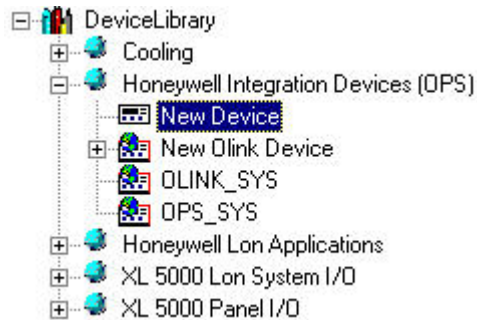 DeviceLibrary
Cooling
Honeywell Integration Devices (OPS)
New Device
New Olink Device
OLINK_SYS
OPS_SYS
Honeywell Lon Applications
XL 5000 Lon System I/O
XL 5000 Panel I/O